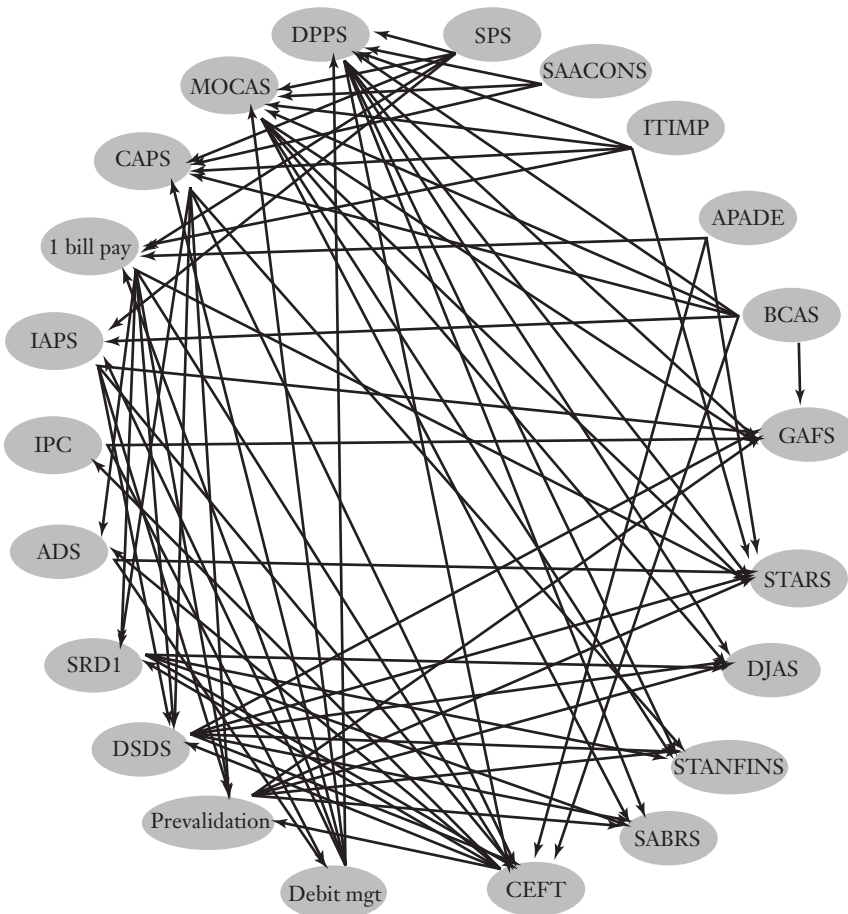 DPPS
SPS
MOCAS
SAACONS
ITIMP
CAPS
APADE
1 bill pay
BCAS
IAPS
GAFS
IPC
ADS
STARS
SRD1
DJAS
DSDS
STANFINS
Prevalidation
SABRS
Debit mgt
CEFT